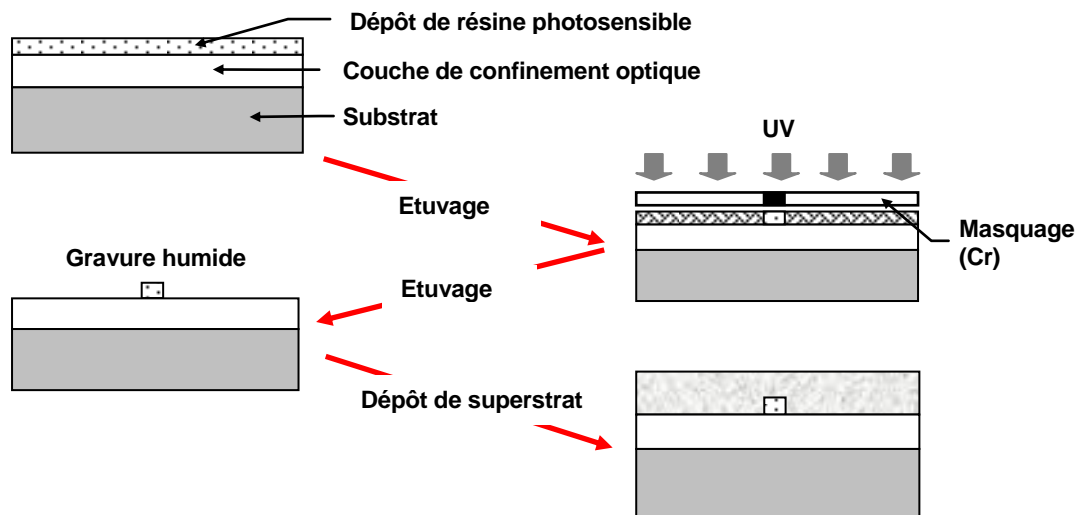 Dépôt de résine photosensible
Couche de confinement optique
Substrat
UV
Etuvage
Masquage
(Cr)
Gravure humide
Etuvage
Dépôt de superstrat